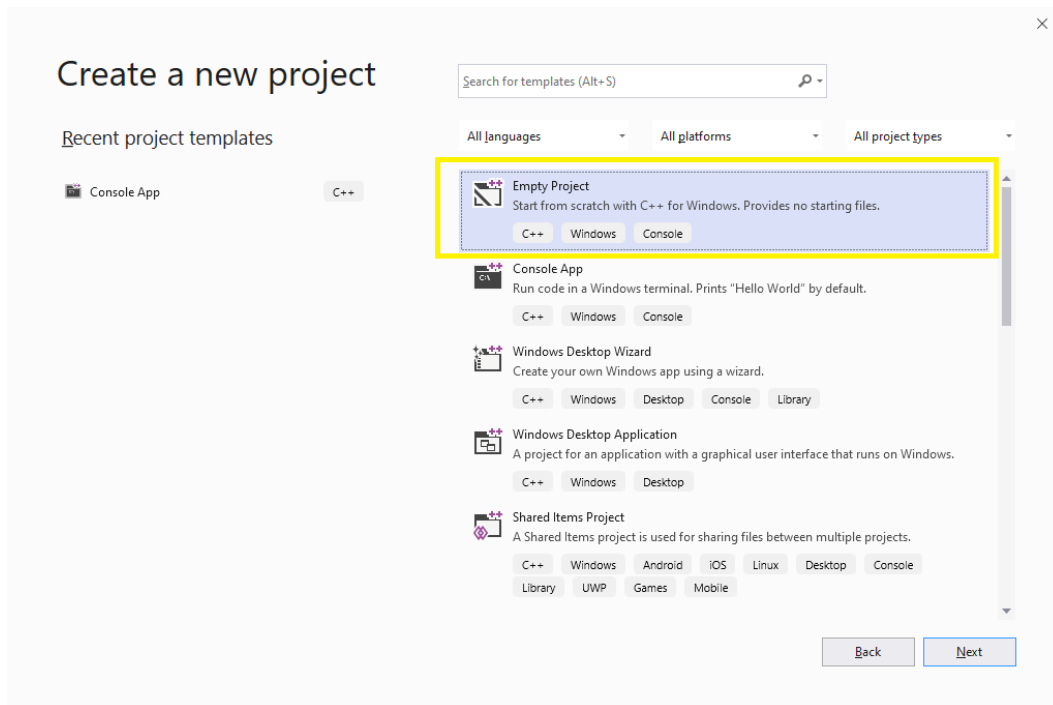 Create a new project
Search for templates (Alt+S)
Recent project templates
All languages
All platforms
All project types
Console App
C++
Empty Project
Start from scratch with C++ for Windows. Provides no starting files.
C++ Windows Console
Console App
C:\
Run code in a Windows terminal. Prints "Hello World" by default.
C++ Windows Console
Windows Desktop Wizard
Create your own Windows app using a wizard.
C++ Windows Desktop Console Library
Windows Desktop Application
A project for an application with a graphical user interface that runs on Windows.
C++ Windows Desktop
Shared Items Project
A Shared Items project is used for sharing files between multiple projects.
C++ Windows Android iOS Linux Desktop Console
Library UWP Games Mobile
Back
Next